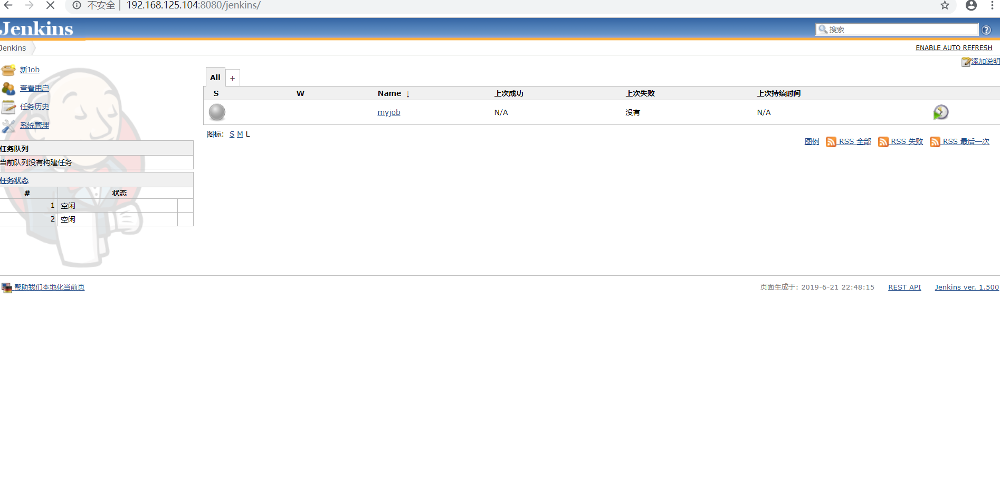 不安全 192.168.125.104:8080/jenkins/
Jenkins
搜索
Jenkins
ENABLE AUTO REFRESH
添加说明
新Job
查看用户
任务历史
系统管理
任务队列
当前队列没有构建任务
任务状态
# 状态
1 空闲
2 空闲
All +
S W Name ↓ 上次成功 上次失败 上次持续时间
myjob N/A 没有 N/A
图标: S M L
图例 RSS 全部 RSS 失败 RSS 最后一次
帮助我们本地化当前页
页面生成于: 2019-6-21 22:48:15 REST API Jenkins ver. 1.500